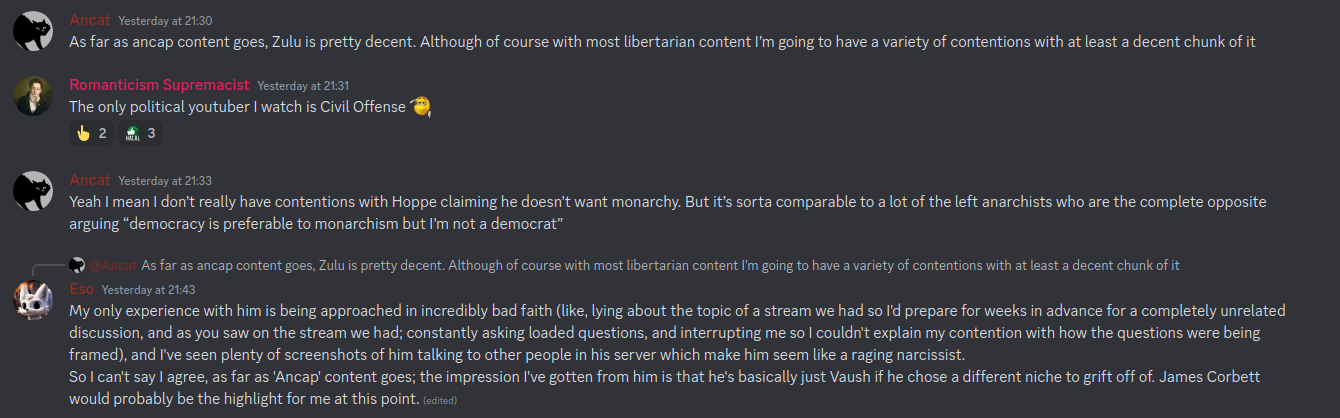 Ancat Yesterday at 21:30
As far as ancap content goes, Zulu is pretty decent. Although of course with most libertarian content I'm going to have a variety of contentions with at least a decent chunk of it
Romanticism Supremacist Yesterday at 21:31
The only political youtuber I watch is Civil Offense
2 HALAL 3
Ancat Yesterday at 21:33
Yeah I mean I don't really have contentions with Hoppe claiming he doesn't want monarchy. But it's sorta comparable to a lot of the left anarchists who are the complete opposite
arguing “democracy is preferable to monarchism but I'm not a democrat”
@Ancat As far as ancap content goes, Zulu is pretty decent. Although of course with most libertarian content I'm going to have a variety of contentions with at least a decent chunk of it
Eso Yesterday at 21:43
My only experience with him is being approached in incredibly bad faith (like, lying about the topic of a stream we had so I'd prepare for weeks in advance for a completely unrelated
discussion, and as you saw on the stream we had; constantly asking loaded questions, and interrupting me so I couldn't explain my contention with how the questions were being
framed), and I've seen plenty of screenshots of him talking to other people in his server which make him seem like a raging narcissist.
So I can't say I agree, as far as 'Ancap' content goes; the impression I've gotten from him is that he's basically just Vaush if he chose a different niche to grift off of. James Corbett
would probably be the highlight for me at this point. (edited)